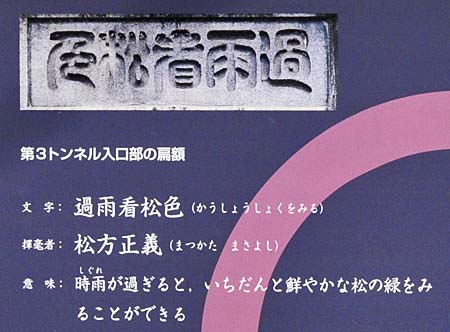 過雨看松色
第3トンネル入口部の扁額
文 字： 過雨看松色（かうしょうしょくをみる）
揮毫者： 松方正義（まつかた まさよし）
しぐれ
意 味： 時雨が過ぎると，いちだんと鮮やかな松の緑をみ
ることができる